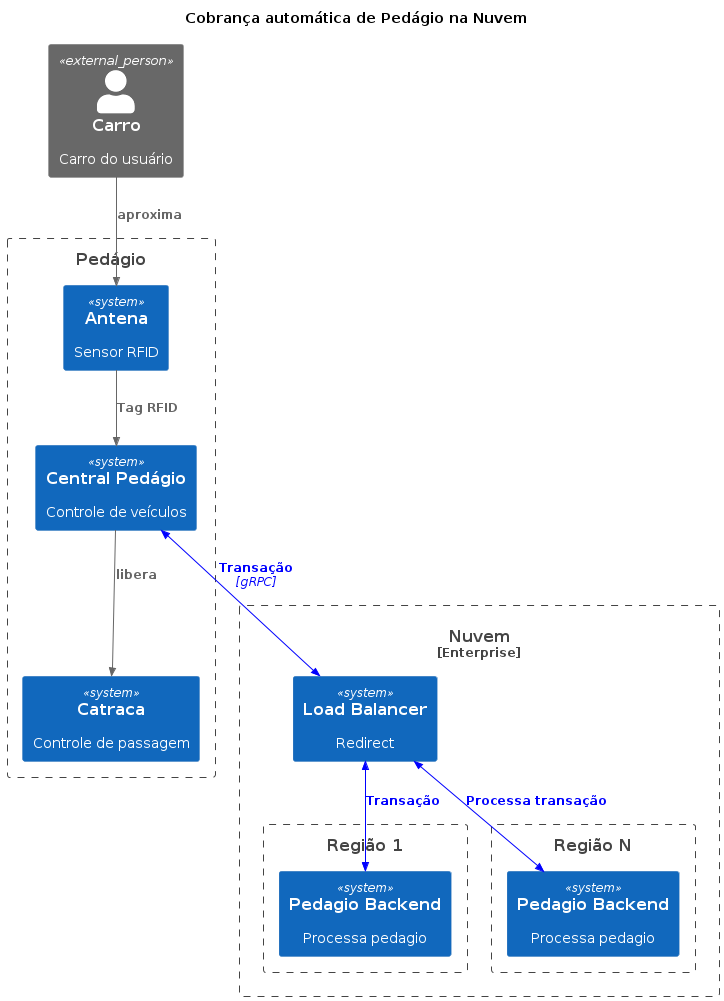 Cobrança automática de Pedágio na Nuvem
«external_person»
Carro
Carro do usuário
aproxima
Pedágio
«system»
Antena
Sensor RFID
Tag RFID
«system»
Central Pedágio
Controle de veículos
Transação
[gRPC]
libera
Nuvem
[Enterprise]
«system»
Catraca
Controle de passagem
«system»
Load Balancer
Redirect
Transação
Processa transação
Região 1
«system»
Pedagio Backend
Processa pedagio
Região N
«system»
Pedagio Backend
Processa pedagio